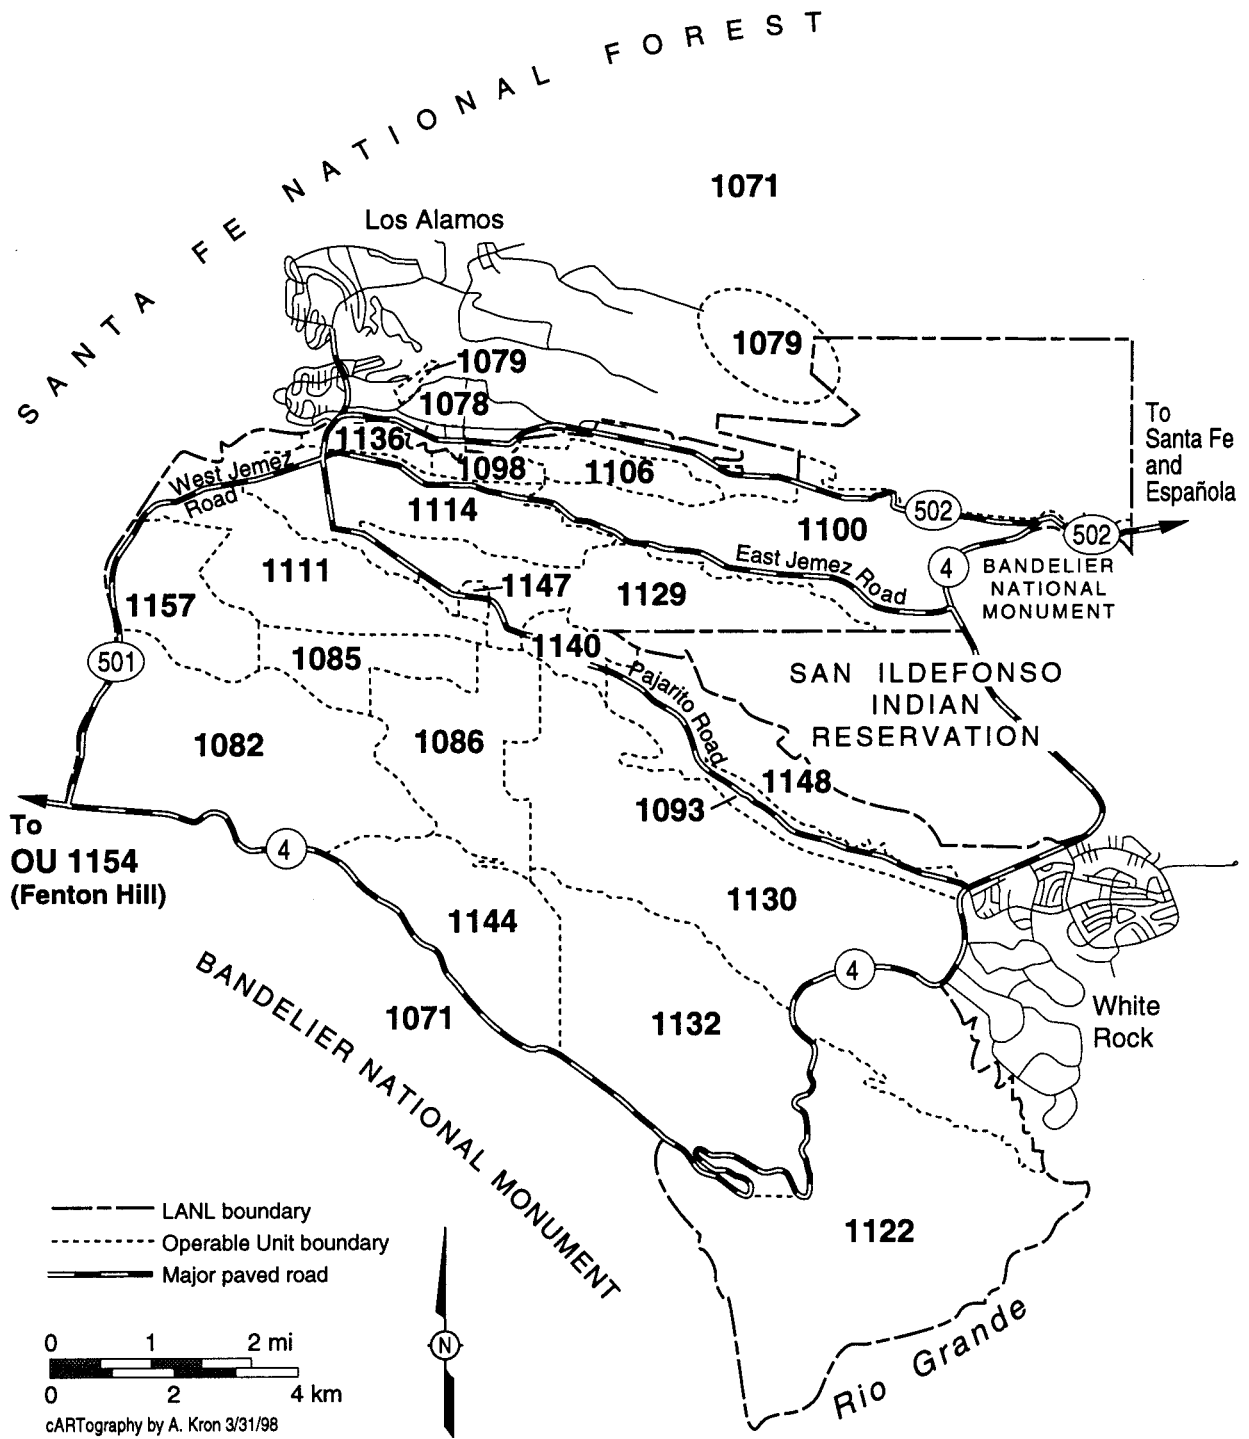 SANTA FE NATIONAL FOREST
1071
Los Alamos
1079
1079
1078
To
Santa Fe
and
Española
1136
1098
1106
West Jemez
Road
1114
1100
502
502
East Jemez Road
4
BANDELIER
NATIONAL
MONUMENT
1111
1147
1129
1157
1140
501
1085
SAN ILDEFONSO
INDIAN
RESERVATION
Pajarito Road
1082
1086
1148
1093
To
OU 1154
(Fenton Hill)
4
1130
1144
4
BANDELIER NATIONAL MONUMENT
1071
1132
White
Rock
1122
LANL boundary
Operable Unit boundary
Major paved road
Rio Grande
N
0 1 2 mi
0 2 4 km
cARTography by A. Kron 3/31/98